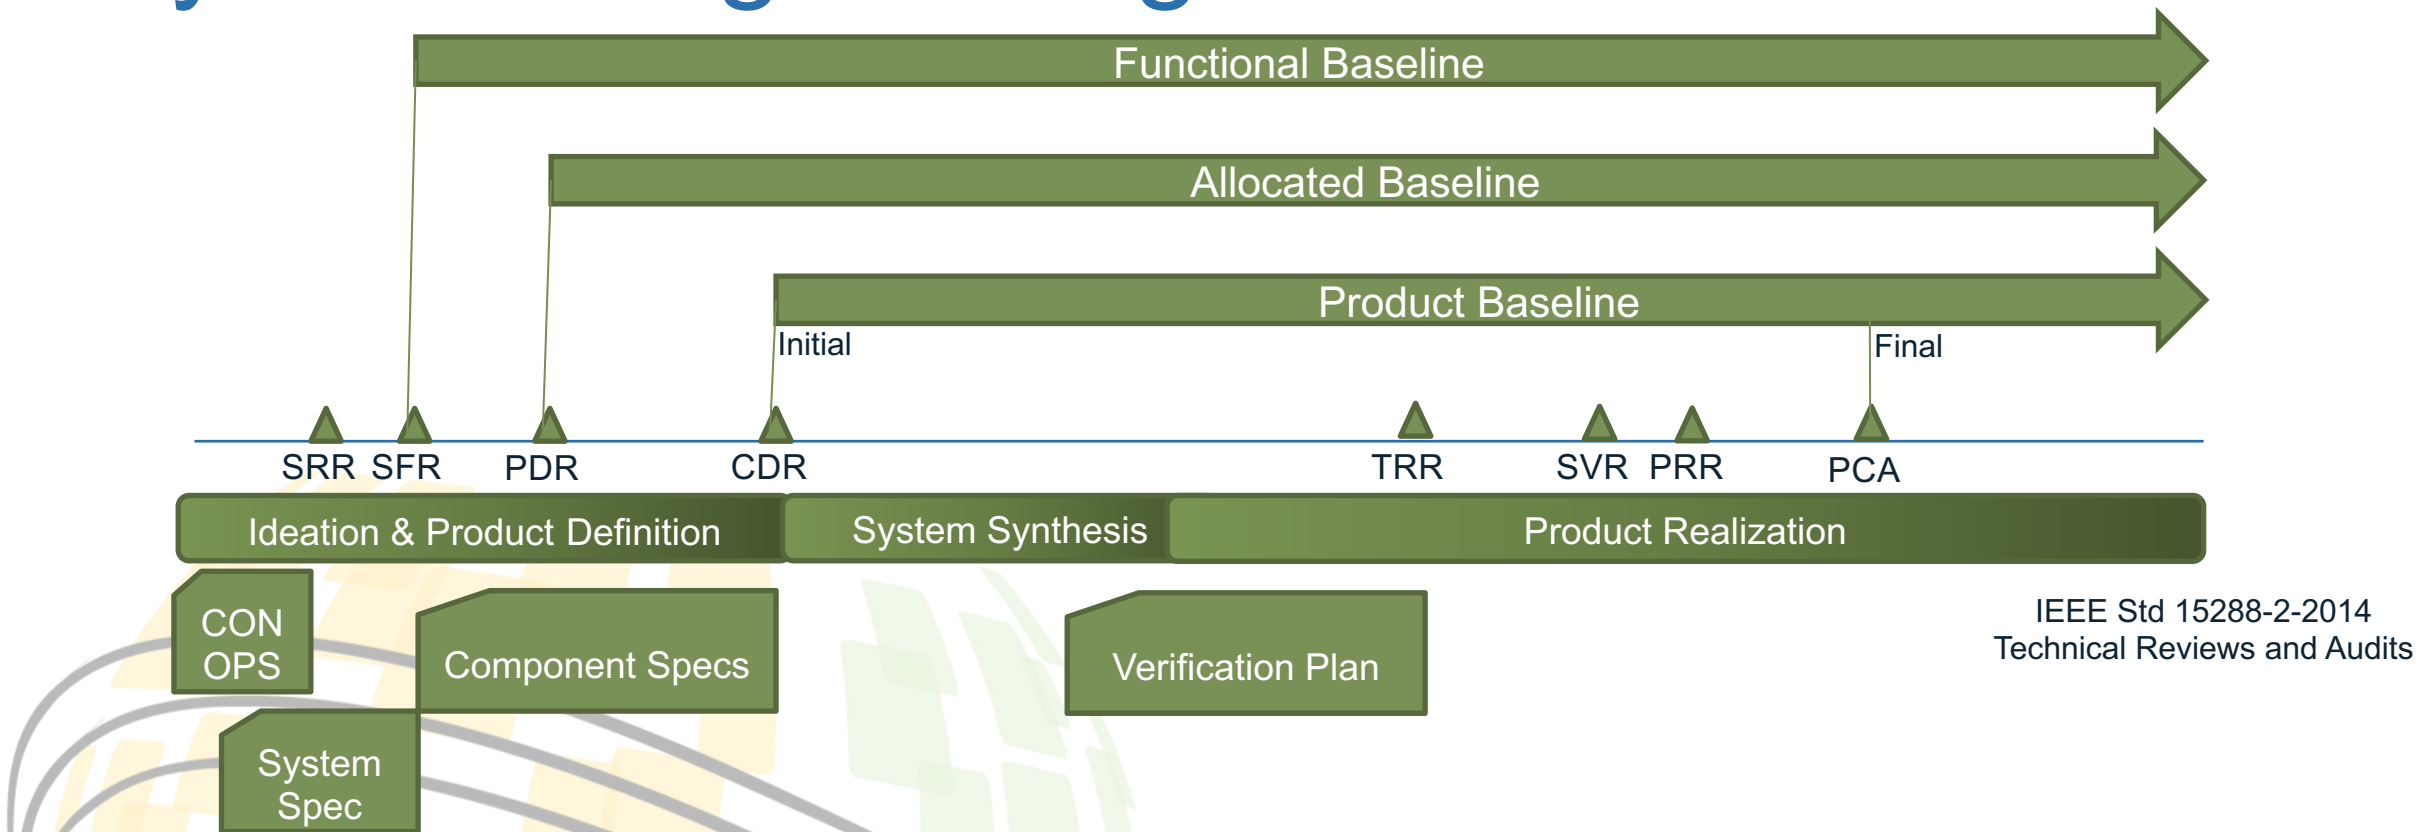 Functional Baseline
Allocated Baseline
Product Baseline
Initial
Final
SRR SFR PDR CDR TRR SVR PRR PCA
Ideation & Product Definition System Synthesis Product Realization
CON
OPS
Component Specs
Verification Plan
IEEE Std 15288-2-2014
Technical Reviews and Audits
System
Spec